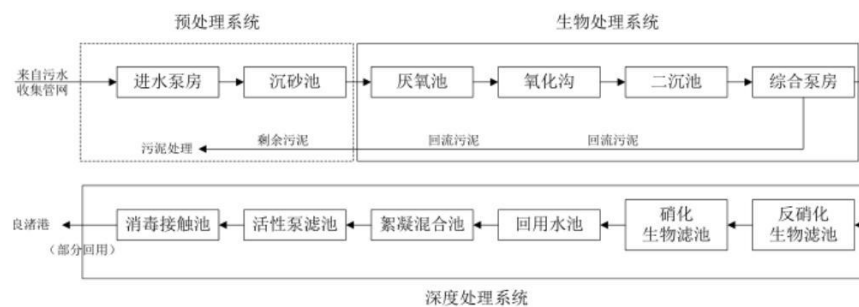 预处理系统
生物处理系统
来自污水
收集管网
进水泵房
沉砂池
厌氧池
氧化沟
二沉池
综合泵房
污泥处理
剩余污泥
回流污泥
回流污泥
良渚港
（部分回用）
消毒接触池
活性泵滤池
絮凝混合池
回用水池
硝化
生物滤池
反硝化
生物滤池
深度处理系统